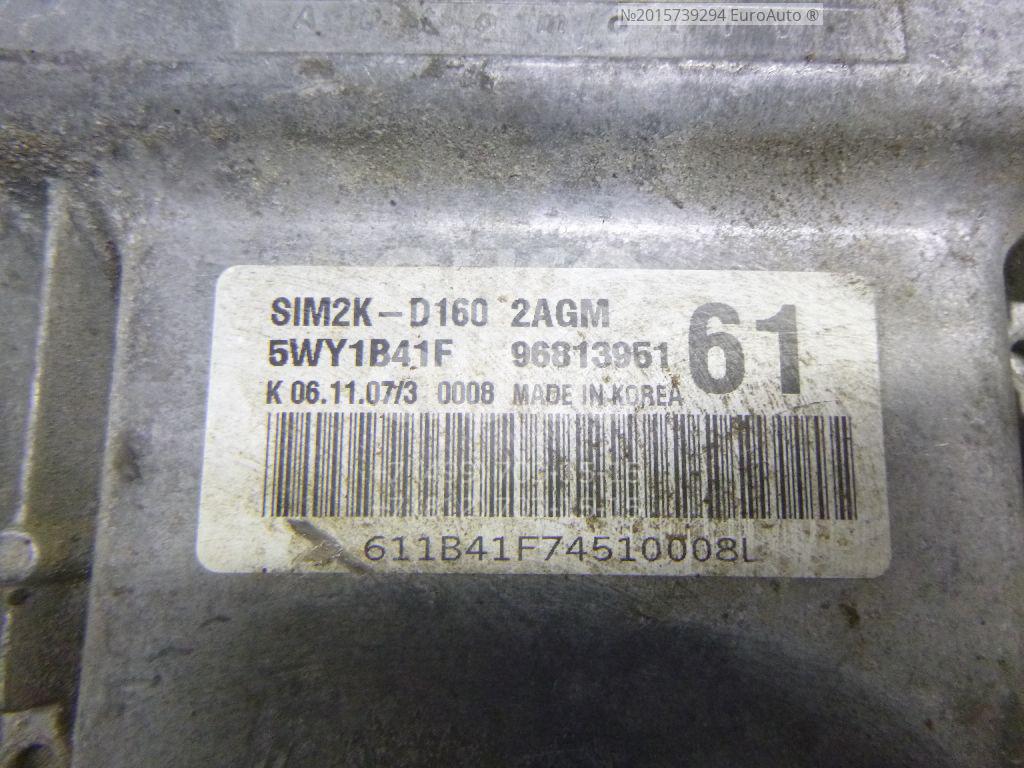 №2015739294 EuroAuto ®
SIM2K-D160 2AGM
61
5WY1B41F 96813951
K 06.11.07/3 0008 MADE IN KOREA
611B41F74510008L